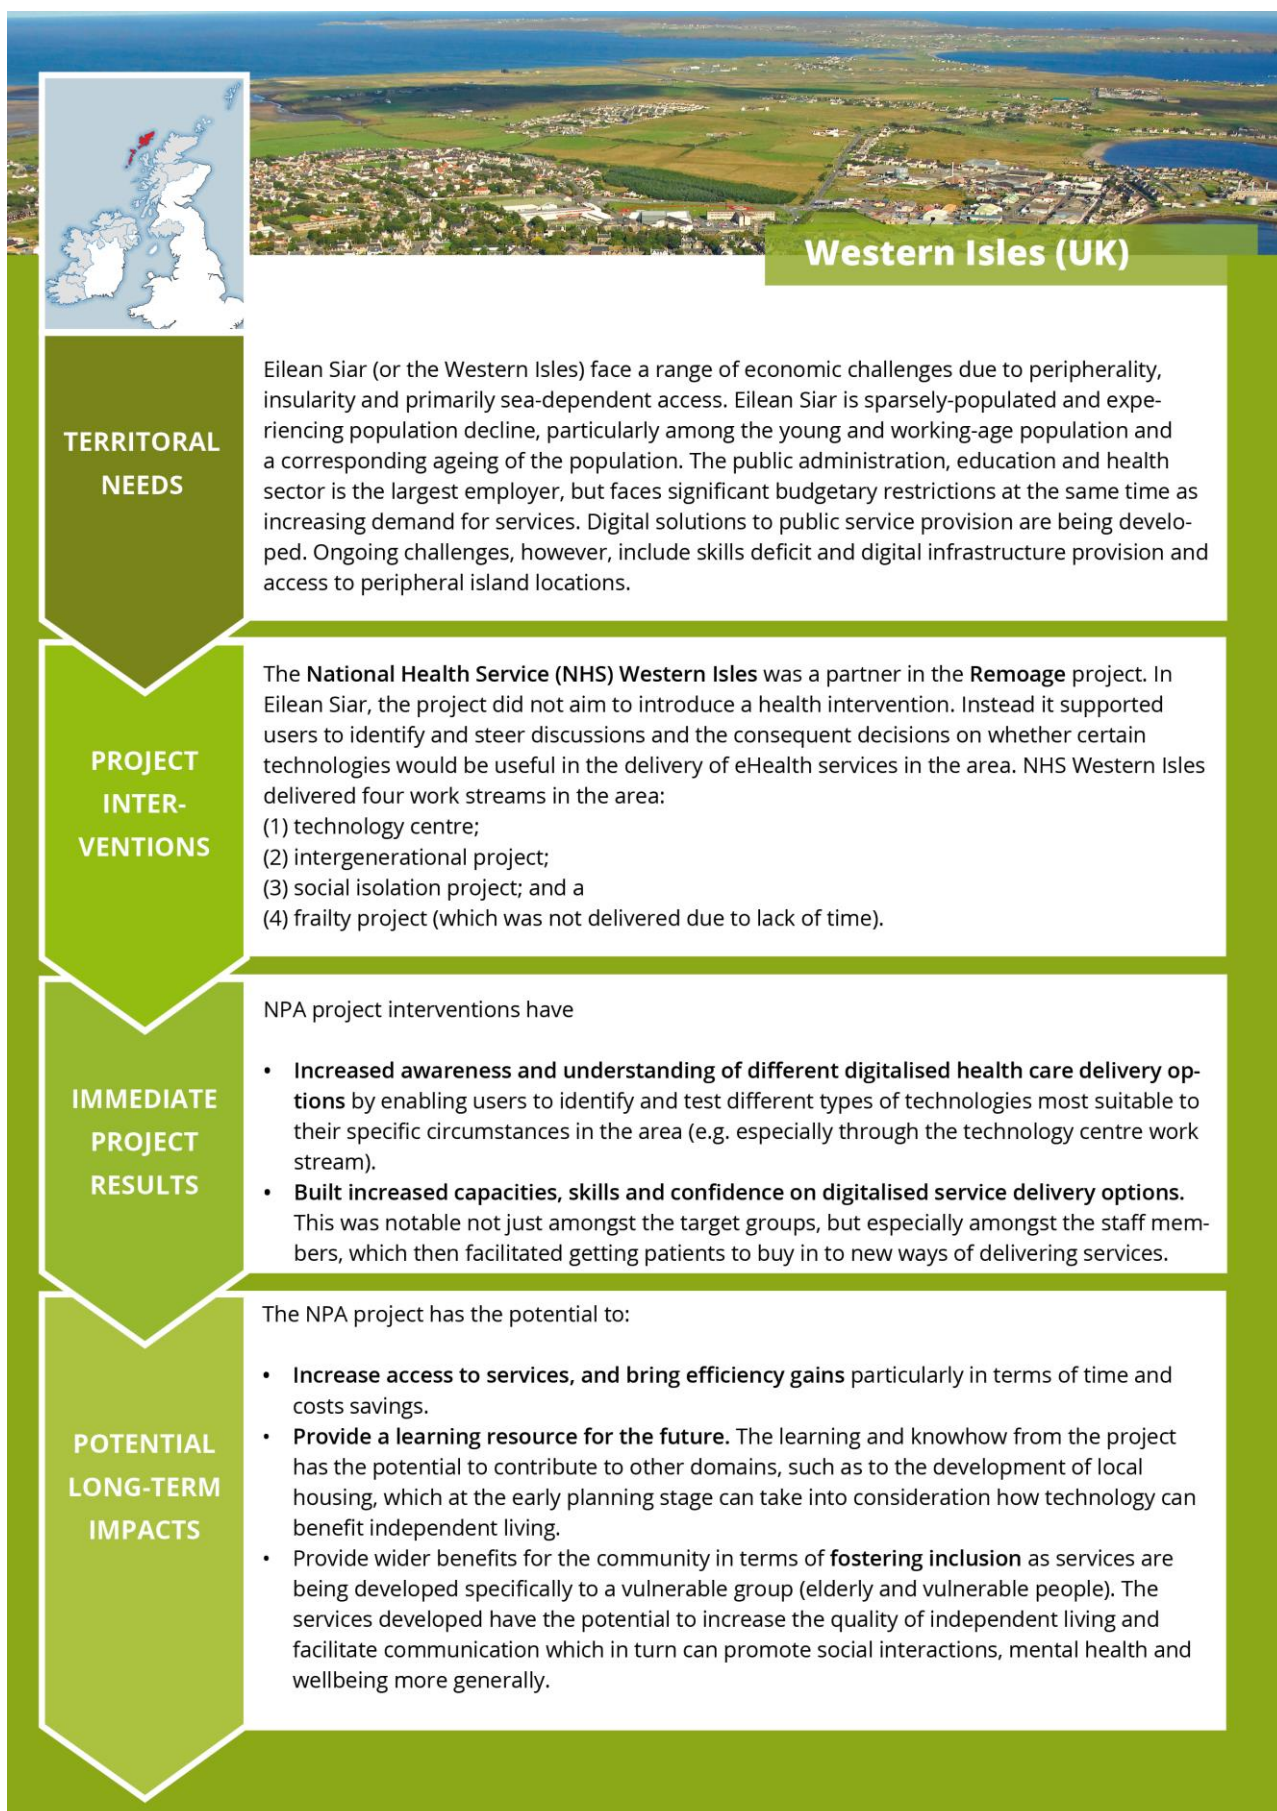 Western Isles (UK)
TERRITORAL
NEEDS
Eilean Siar (or the Western Isles) face a range of economic challenges due to peripherality,
insularity and primarily sea-dependent access. Eilean Siar is sparsely-populated and expe-
riencing population decline, particularly among the young and working-age population and
a corresponding ageing of the population. The public administration, education and health
sector is the largest employer, but faces significant budgetary restrictions at the same time as
increasing demand for services. Digital solutions to public service provision are being develo-
ped. Ongoing challenges, however, include skills deficit and digital infrastructure provision and
access to peripheral island locations.
PROJECT
INTER-
VENTIONS
The National Health Service (NHS) Western Isles was a partner in the Remoage project. In
Eilean Siar, the project did not aim to introduce a health intervention. Instead it supported
users to identify and steer discussions and the consequent decisions on whether certain
technologies would be useful in the delivery of eHealth services in the area. NHS Western Isles
delivered four work streams in the area:
(1) technology centre;
(2) intergenerational project;
(3) social isolation project; and a
(4) frailty project (which was not delivered due to lack of time).
IMMEDIATE
PROJECT
RESULTS
NPA project interventions have
• Increased awareness and understanding of different digitalised health care delivery op-
tions by enabling users to identify and test different types of technologies most suitable to
their specific circumstances in the area (e.g. especially through the technology centre work
stream).
• Built increased capacities, skills and confidence on digitalised service delivery options.
This was notable not just amongst the target groups, but especially amongst the staff mem-
bers, which then facilitated getting patients to buy in to new ways of delivering services.
POTENTIAL
LONG-TERM
IMPACTS
The NPA project has the potential to:
• Increase access to services, and bring efficiency gains particularly in terms of time and
costs savings.
• Provide a learning resource for the future. The learning and knowhow from the project
has the potential to contribute to other domains, such as to the development of local
housing, which at the early planning stage can take into consideration how technology can
benefit independent living.
• Provide wider benefits for the community in terms of fostering inclusion as services are
being developed specifically to a vulnerable group (elderly and vulnerable people). The
services developed have the potential to increase the quality of independent living and
facilitate communication which in turn can promote social interactions, mental health and
wellbeing more generally.